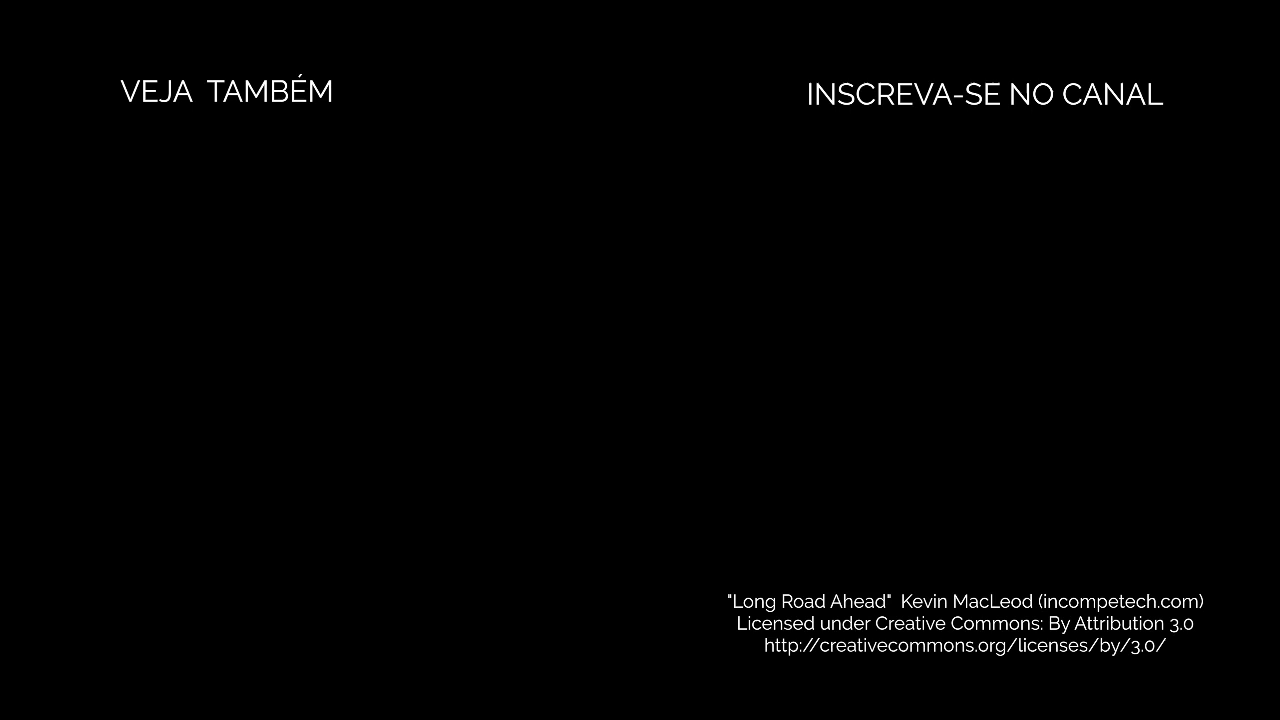 VEJA TAMBÉM
INSCREVA-SE NO CANAL
"Long Road Ahead" Kevin MacLeod (incompetech.com)
Licensed under Creative Commons: By Attribution 3.0
http://creativecommons.org/licenses/by/3.0/